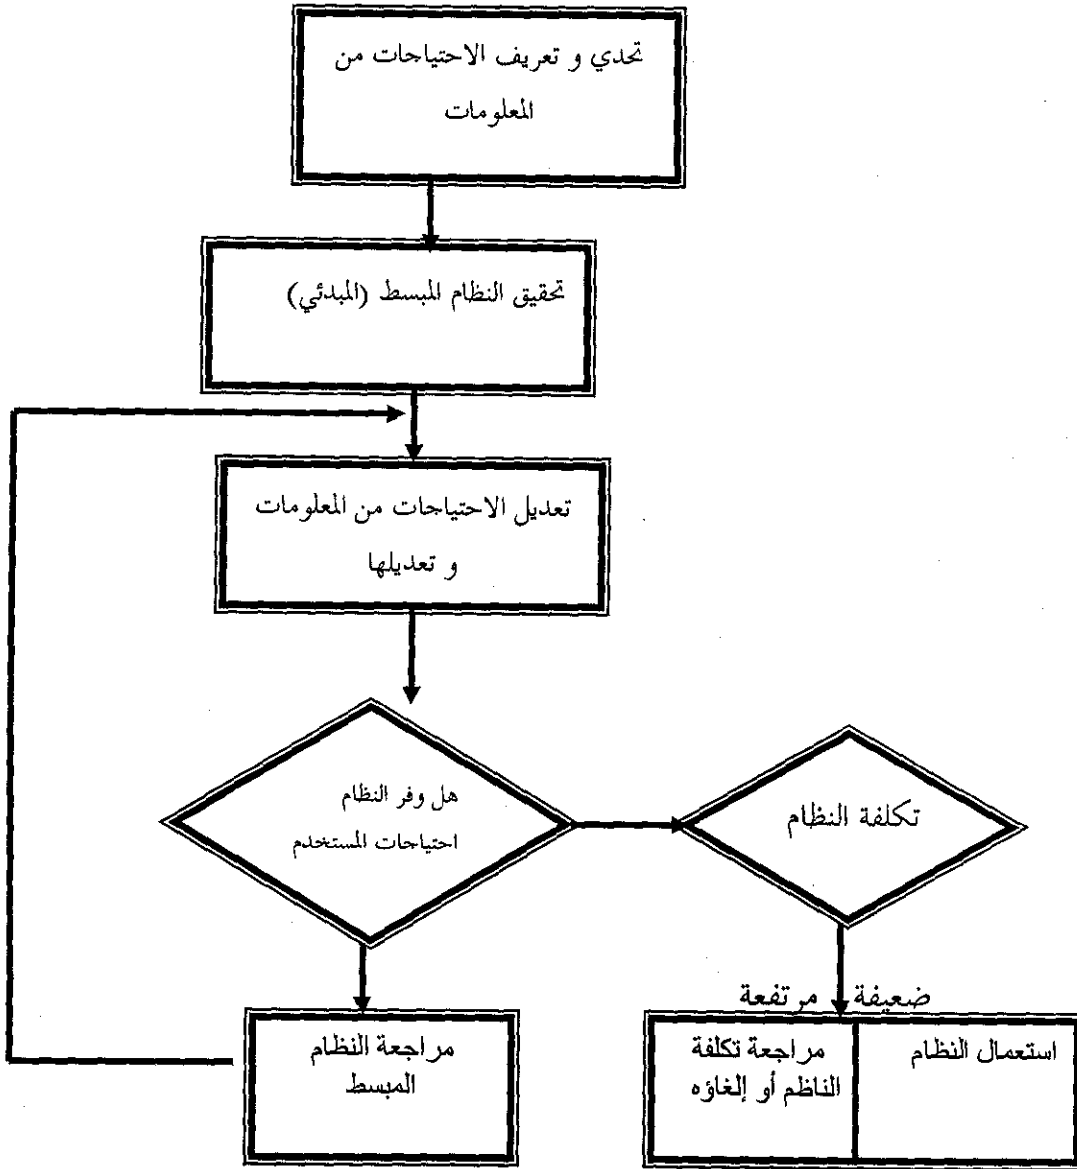 تحدي و تعريف الاحتياجات من
المعلومات
تحقيق النظام المبسط (المبدئي)
تعديل الاحتياجات من المعلومات
و تعديلها
هل وفر النظام
احتياجات المستخدم
تكلفة النظام
ضعيفة
مرتفعة
استعمال النظام
مراجعة تكلفة
الناظم أو إلغاؤه
مراجعة النظام
المبسط